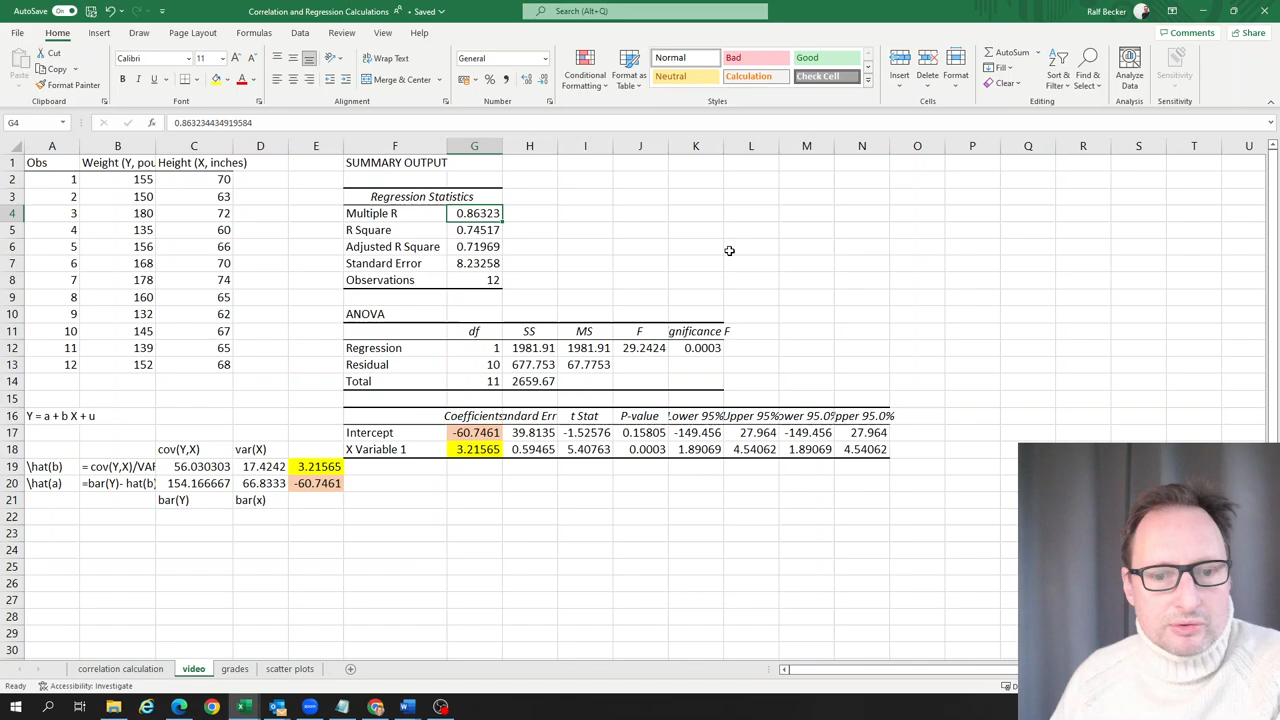 AutoSave On Correlation and Regression Calculations • Saved Search (Alt+Q) Ralf Becker
File Home Insert Draw Page Layout Formulas Data Review View Help Comments Share
Paste Cut Copy Format Painter
Calibri 11
B I U
Wrap Text
Merge & Center
General
Conditional Formatting Format as Table
Normal Bad Good
Neutral Calculation Check Cell
Insert Delete Format
AutoSum Fill Clear
Sort & Filter Find & Select
Analyze Data
Sensitivity
Clipboard Font Alignment Number Styles Cells Editing Analysis Sensitivity
G4 fx 0.863234434919584
A B C D E F G H I J K L M N O P Q R S T U
1 Obs Weight (Y, pou Height (X, inches) SUMMARY OUTPUT
2 1 155 70
3 2 150 63 Regression Statistics
4 3 180 72 Multiple R 0.86323
5 4 135 60 R Square 0.74517
6 5 156 66 Adjusted R Square 0.71969
7 6 168 70 Standard Error 8.23258
8 7 178 74 Observations 12
9 8 160 65
10 9 132 62 ANOVA
11 10 145 67 df SS MS F gnificance F
12 11 139 65 Regression 1 1981.91 1981.91 29.2424 0.0003
13 12 152 68 Residual 10 677.753 67.7753
14 Total 11 2659.67
15
16 Y = a + b X + u Coefficients andard Err t Stat P-value Lower 95% Upper 95% ower 95.0% pper 95.0%
17 Intercept -60.7461 39.8135 -1.52576 0.15805 -149.456 27.964 -149.456 27.964
18 cov(Y,X) var(X) X Variable 1 3.21565 0.59465 5.40763 0.0003 1.89069 4.54062 1.89069 4.54062
19 \hat(b) = cov(Y,X)/VAR 56.030303 17.4242 3.21565
20 \hat(a) =bar(Y)- hat(b) 154.166667 66.8333 -60.7461
21 bar(Y) bar(x)
22
23
24
25
26
27
28
29
30
correlation calculation video grades scatter plots
Ready Accessibility: Investigate